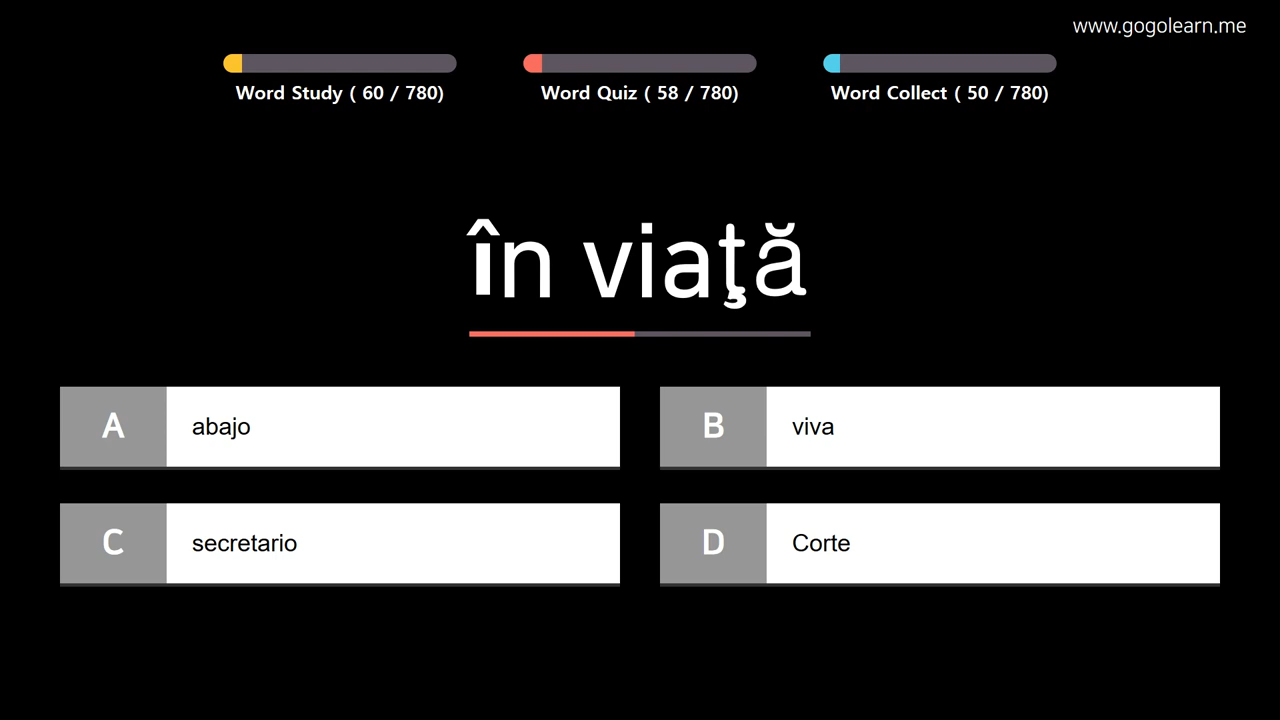 www.gogolearn.me
Word Study ( 60 / 780)
Word Quiz ( 58 / 780)
Word Collect ( 50 / 780)
în viaţă
A abajo
B viva
C secretario
D Corte